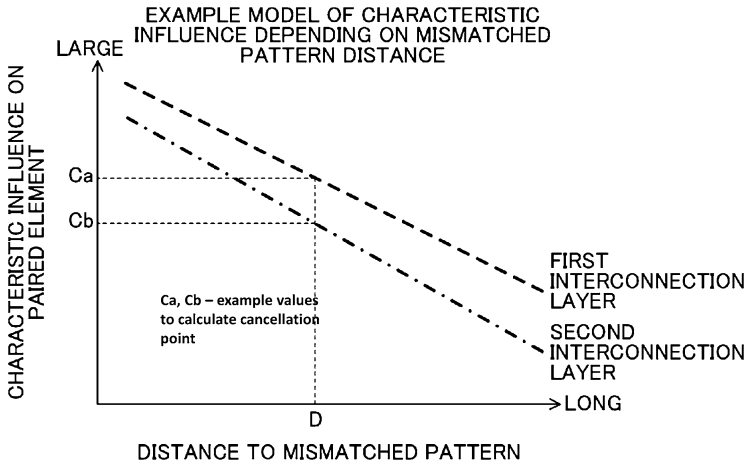 EXAMPLE MODEL OF CHARACTERISTIC
INFLUENCE DEPENDING ON MISMATCHED
PATTERN DISTANCE
LARGE
CHARACTERISTIC INFLUENCE ON
PAIRED ELEMENT
Ca
Cb
Ca, Cb – example values
to calculate cancellation
point
FIRST
INTERCONNECTION
LAYER
SECOND
INTERCONNECTION
LAYER
LONG
D
DISTANCE TO MISMATCHED PATTERN